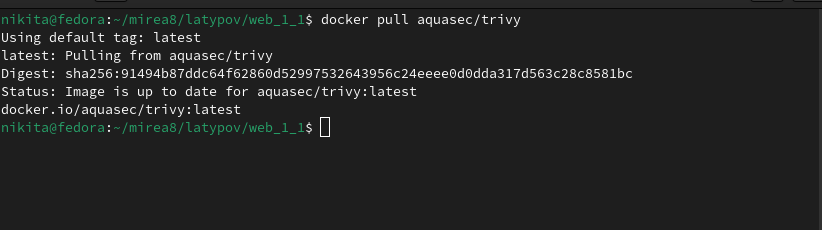 nikita@fedora:~/mirea8/latypov/web_1_1$ docker pull aquasec/trivy
Using default tag: latest
latest: Pulling from aquasec/trivy
Digest: sha256:91494b87ddc64f62860d52997532643956c24eeee0d0dda317d563c28c8581bc
Status: Image is up to date for aquasec/trivy:latest
docker.io/aquasec/trivy:latest
nikita@fedora:~/mirea8/latypov/web_1_1$